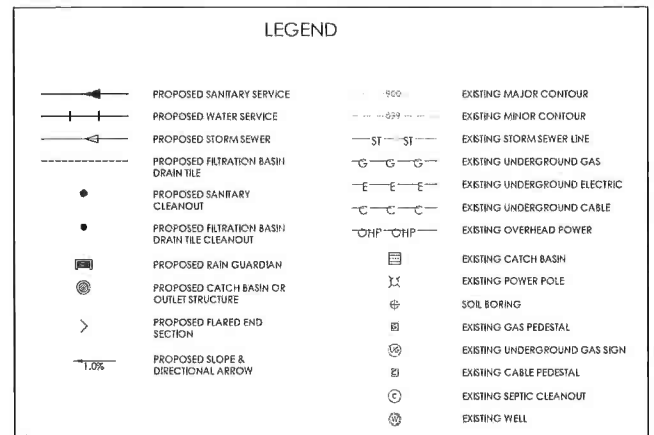 LEGEND
PROPOSED SANITARY SERVICE
PROPOSED WATER SERVICE
PROPOSED STORM SEWER
PROPOSED FILTRATION BASIN
DRAIN TILE
PROPOSED SANITARY
CLEANOUT
PROPOSED FILTRATION BASIN
DRAIN TILE CLEANOUT
PROPOSED RAIN GUARDIAN
PROPOSED CATCH BASIN OR
OUTLET STRUCTURE
PROPOSED FLARED END
SECTION
1.0% PROPOSED SLOPE &
DIRECTIONAL ARROW
900 EXISTING MAJOR CONTOUR
899 EXISTING MINOR CONTOUR
ST ST EXISTING STORM SEWER LINE
G G G EXISTING UNDERGROUND GAS
E E E EXISTING UNDERGROUND ELECTRIC
C C C EXISTING UNDERGROUND CABLE
OHP OHP EXISTING OVERHEAD POWER
EXISTING CATCH BASIN
EXISTING POWER POLE
SOIL BORING
EXISTING GAS PEDESTAL
UG EXISTING UNDERGROUND GAS SIGN
EXISTING CABLE PEDESTAL
C EXISTING SEPTIC CLEANOUT
W EXISTING WELL